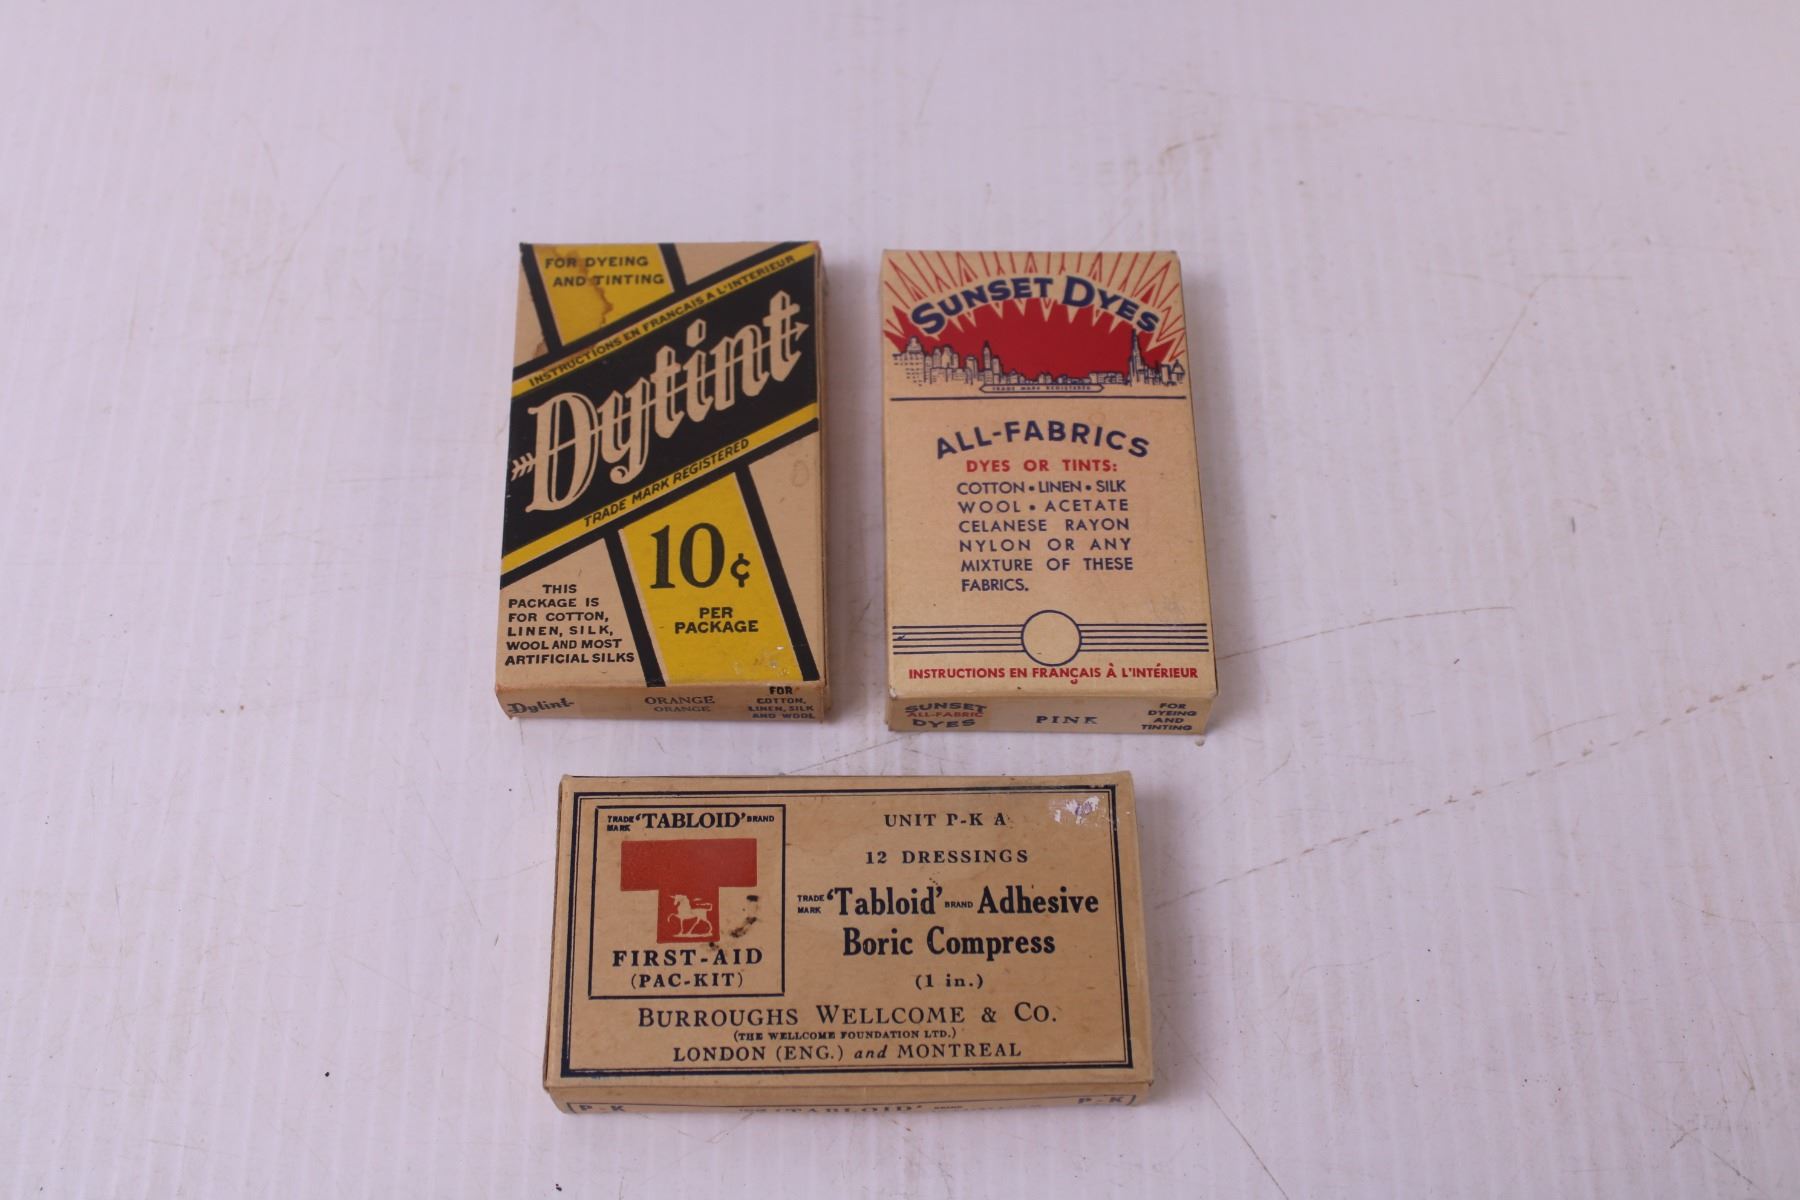 FOR DYEING
AND TINTING
INSTRUCTIONS EN FRANCAIS A L'INTERIEUR
Dytint
TRADE MARK REGISTERED
10¢
PER
PACKAGE
THIS
PACKAGE IS
FOR COTTON,
LINEN, SILK,
WOOL AND MOST
ARTIFICIAL SILKS
Dytint
ORANGE
ORANGE
FOR
COTTON,
LINEN, SILK
AND WOOL
SUNSET DYES
TRADE MARK REGISTERED
ALL-FABRICS
DYES OR TINTS:
COTTON • LINEN • SILK
WOOL • ACETATE
CELANESE RAYON
NYLON OR ANY
MIXTURE OF THESE
FABRICS.
INSTRUCTIONS EN FRANÇAIS À L'INTÉRIEUR
SUNSET
ALL-FABRIC
DYES
PINK
FOR
DYEING
AND
TINTING
TRADE MARK 'TABLOID' BRAND
FIRST-AID
(PAC-KIT)
UNIT P-K A
12 DRESSINGS
TRADE MARK 'Tabloid' BRAND Adhesive
Boric Compress
(1 in.)
BURROUGHS WELLCOME & CO.
(THE WELLCOME FOUNDATION LTD.)
LONDON (ENG.) and MONTREAL
[P-K 'TABLOID' P-K]